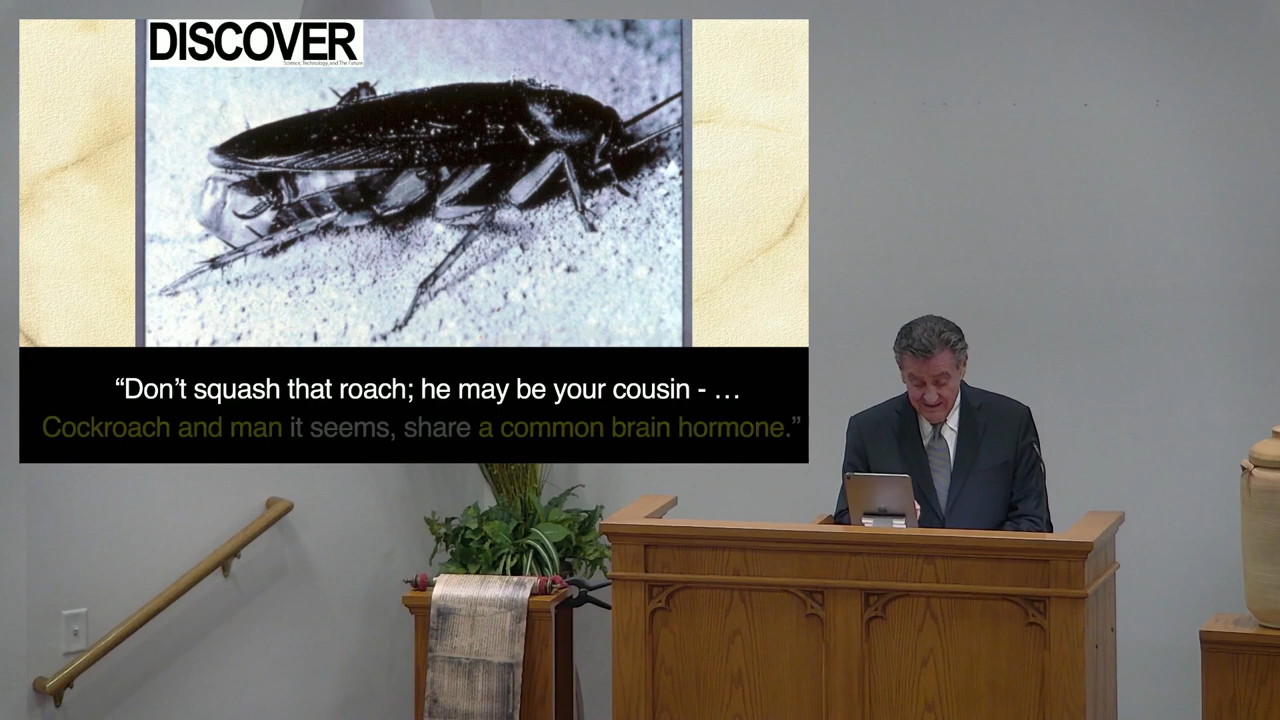 DISCOVER
Science, Technology, and The Future
“Don’t squash that roach; he may be your cousin - …
Cockroach and man it seems, share a common brain hormone.”